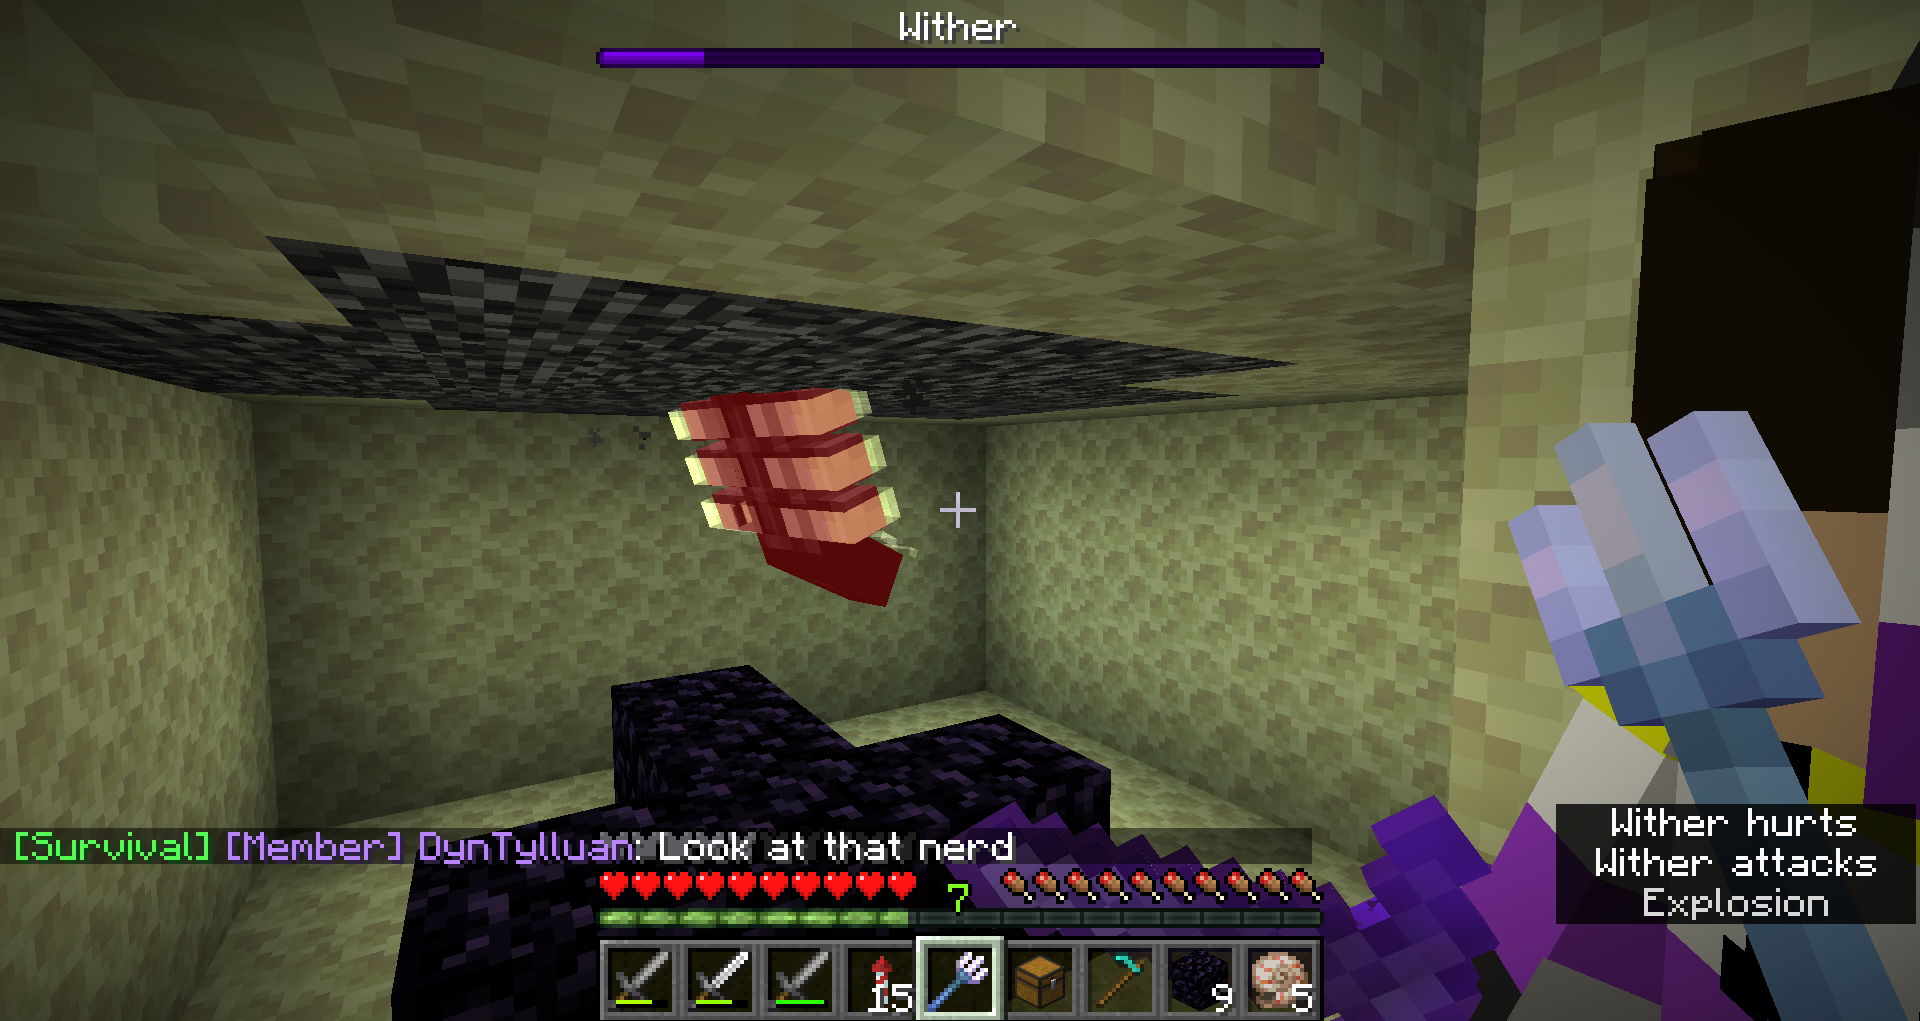 Wither
[Survival] [Member] DynTylluan: Look at that nerd
7
15
9
5
Wither hurts
Wither attacks
Explosion